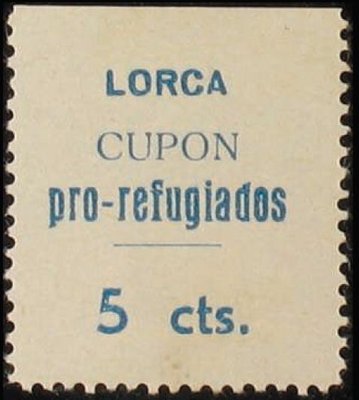 LORCA
CUPON
pro-refugiados
5 cts.